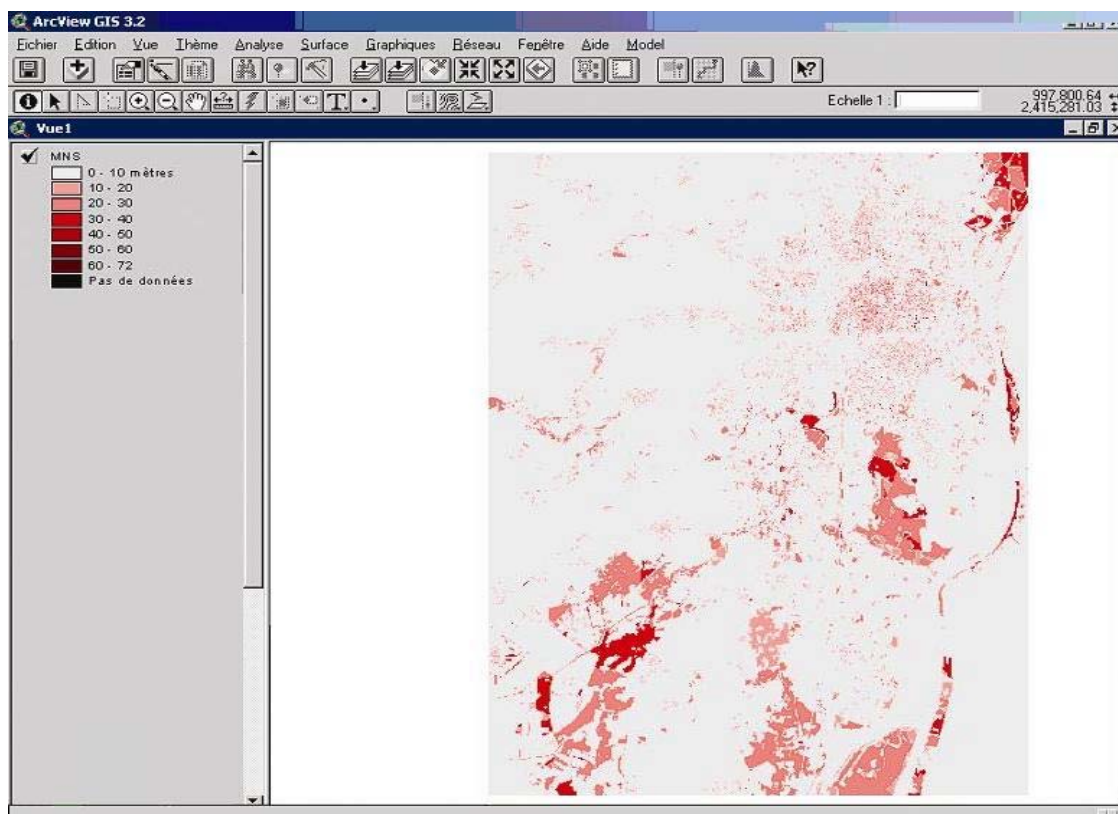 ArcView GIS 3.2
Fichier Edition Vue Thème Analyse Surface Graphiques Réseau Fenêtre Aide Model
Echelle 1 :
997,800.64
2,415,281.03
Vue1
MNS
0 - 10 mètres
10 - 20
20 - 30
30 - 40
40 - 50
50 - 60
60 - 72
Pas de données